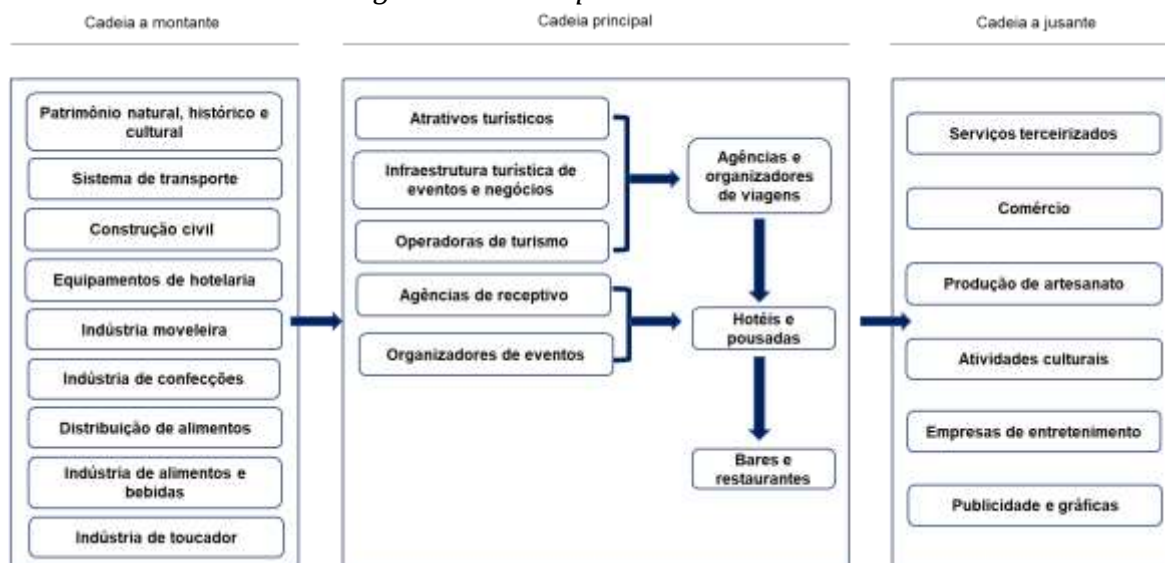 Cadeia a montante
Cadeia principal
Cadeia a jusante
Patrimônio natural, histórico e
cultural
Sistema de transporte
Construção civil
Equipamentos de hotelaria
Indústria moveleira
Indústria de confecções
Distribuição de alimentos
Indústria de alimentos e
bebidas
Indústria de toucador
Atrativos turísticos
Infraestrutura turística de
eventos e negócios
Operadoras de turismo
Agências de receptivo
Organizadores de eventos
Agências e
organizadores
de viagens
Hotéis e
pousadas
Bares e
restaurantes
Serviços terceirizados
Comércio
Produção de artesanato
Atividades culturais
Empresas de entretenimento
Publicidade e gráficas